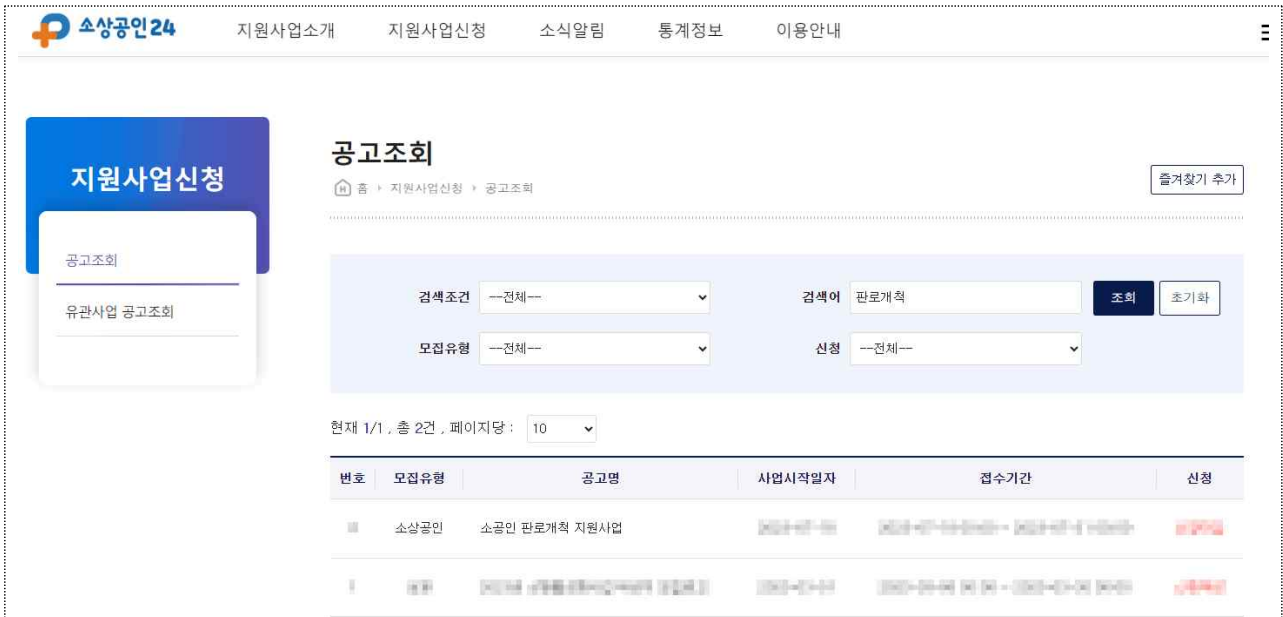 소상공인24 지원사업소개 지원사업신청 소식알림 통계정보 이용안내
지원사업신청
공고조회
유관사업 공고조회
공고조회
홈 지원사업신청 공고조회
즐겨찾기 추가
검색조건 --전체-- 검색어 판로개척 조회 초기화
모집유형 --전체-- 신청 --전체--
현재 1/1 , 총 2건 , 페이지당 : 10
번호 모집유형 공고명 사업시작일자 접수기간 신청
소상공인 소공인 판로개척 지원사업